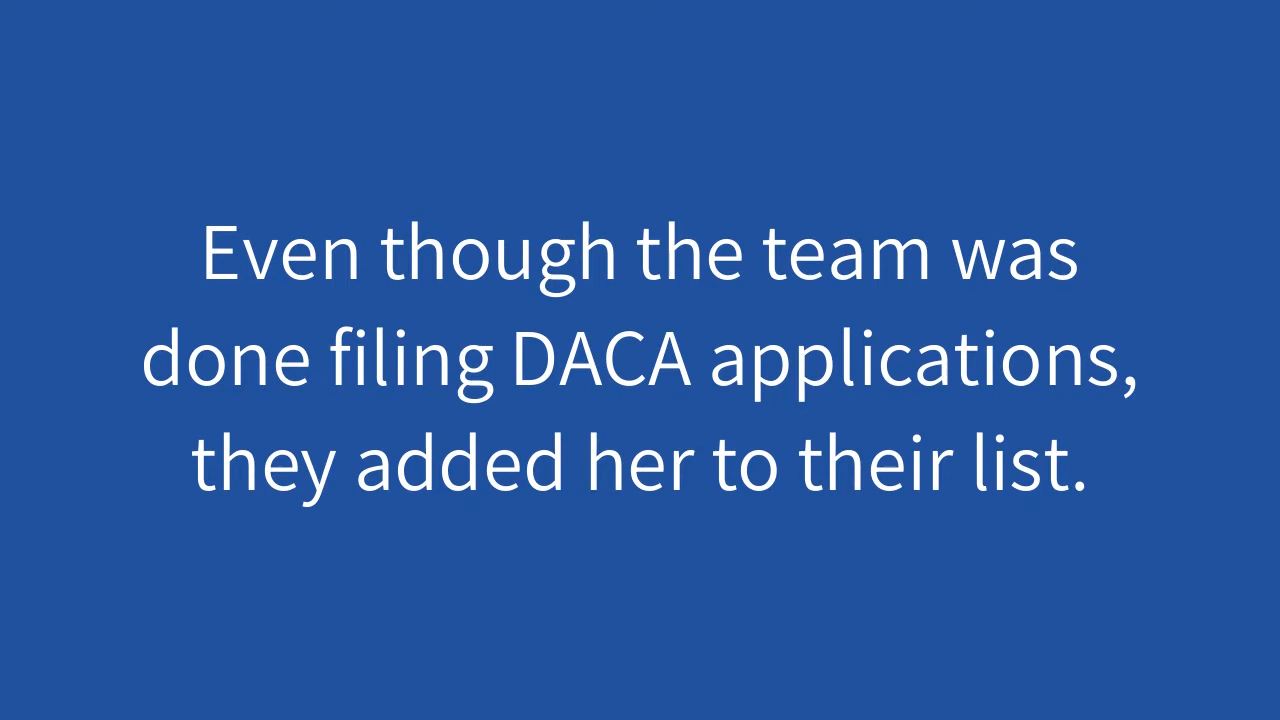 Even though the team was
done filing DACA applications,
they added her to their list.